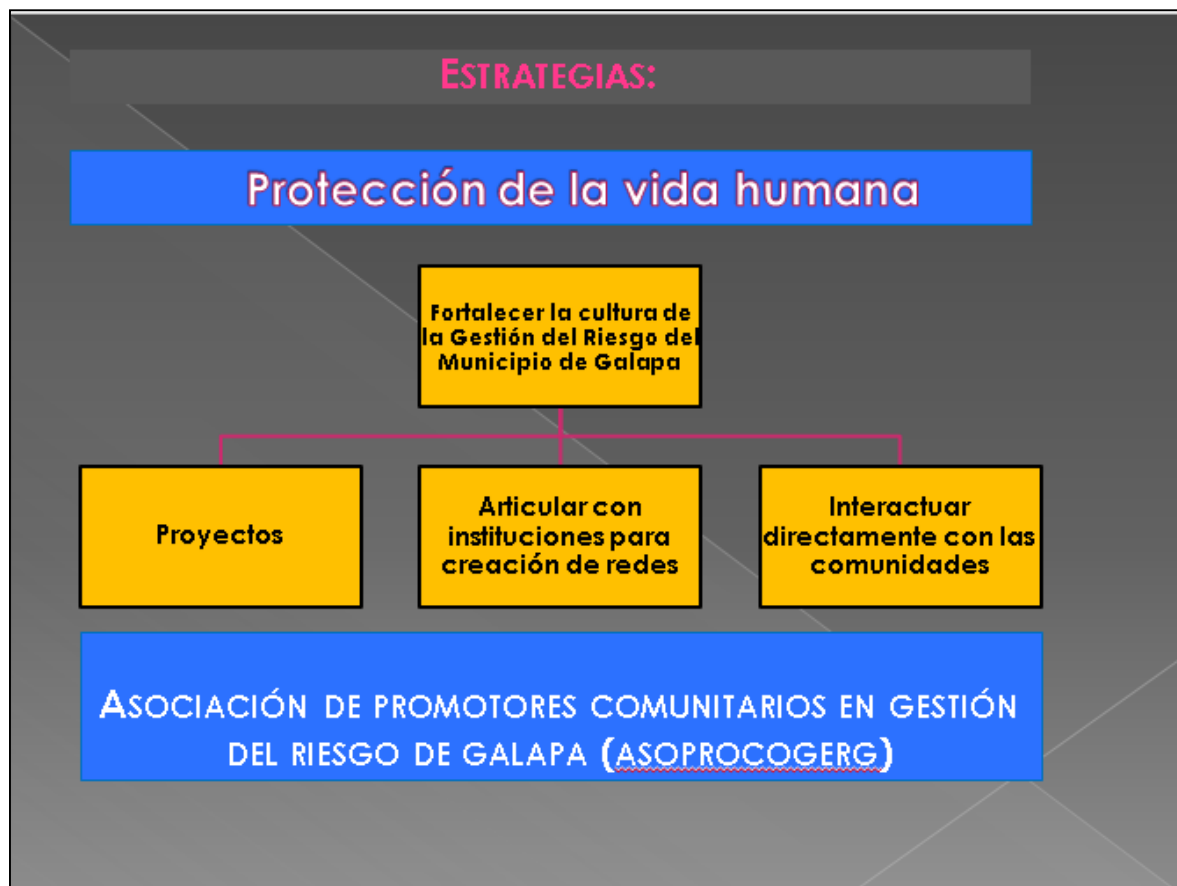 ESTRATEGIAS:
Protección de la vida humana
Fortalecer la cultura de
la Gestión del Riesgo del
Municipio de Galapa
Proyectos
Articular con
instituciones para
creación de redes
Interactuar
directamente con las
comunidades
ASOCIACIÓN DE PROMOTORES COMUNITARIOS EN GESTIÓN
DEL RIESGO DE GALAPA (ASOPROCOGERG)